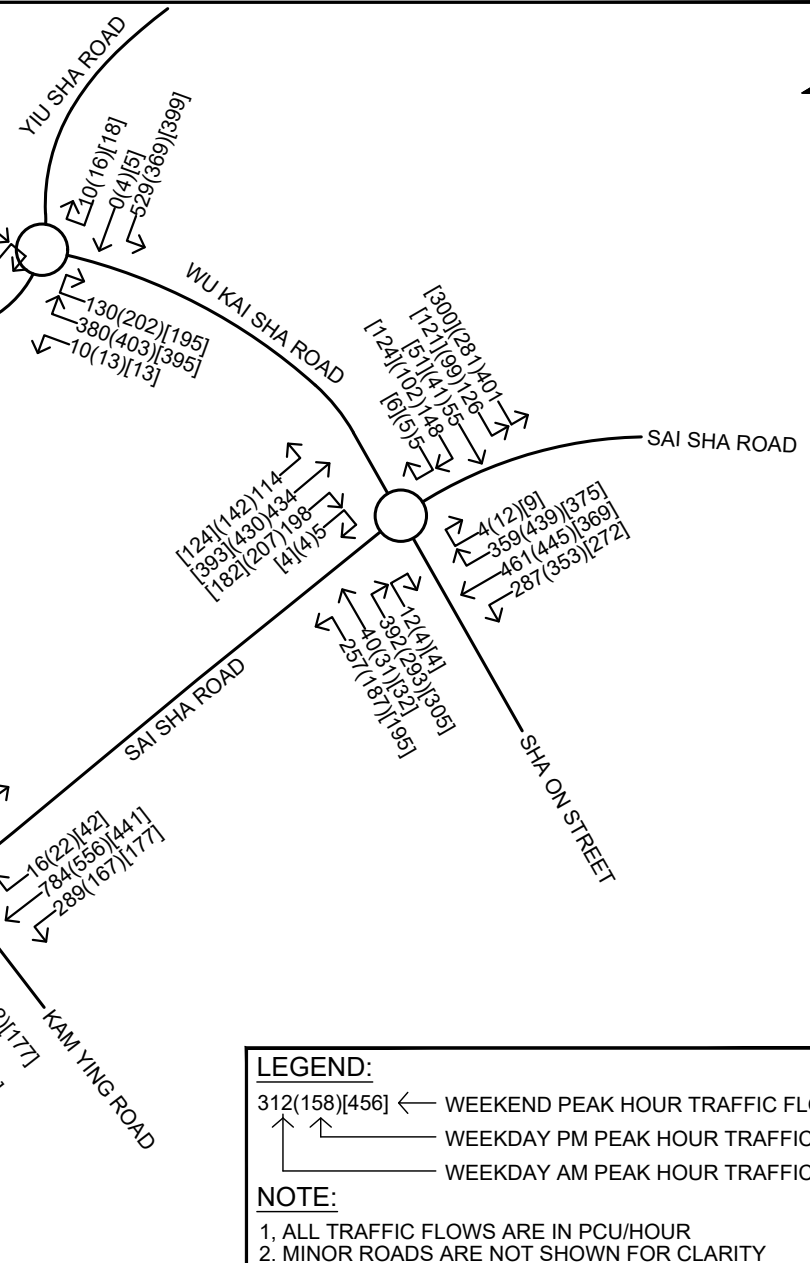 YIU SHA ROAD
10(16)[18]
0(4)[5]
529(369)[399]
130(202)[195]
380(403)[395]
10(13)[13]
WU KAI SHA ROAD
[300](281)401
[121](99)126
[51](41)55
[124](102)148
[6](5)5
SAI SHA ROAD
[124](142)114
[393](430)434
[182](207)198
[4](4)5
4(12)[9]
359(439)[375]
461(445)[369]
287(353)[272]
12(4)[4]
392(293)[305]
40(31)[32]
257(187)[195]
SAI SHA ROAD
SHA ON STREET
16(22)[42]
784(556)[441]
289(167)[177]
)[177]
KAM YING ROAD
LEGEND:
312(158)[456]
WEEKEND PEAK HOUR TRAFFIC
WEEKDAY PM PEAK HOUR TRAFFIC
WEEKDAY AM PEAK HOUR TRAFFIC
NOTE:
1, ALL TRAFFIC FLOWS ARE IN PCU/HOUR
2. MINOR ROADS ARE NOT SHOWN FOR CLARITY